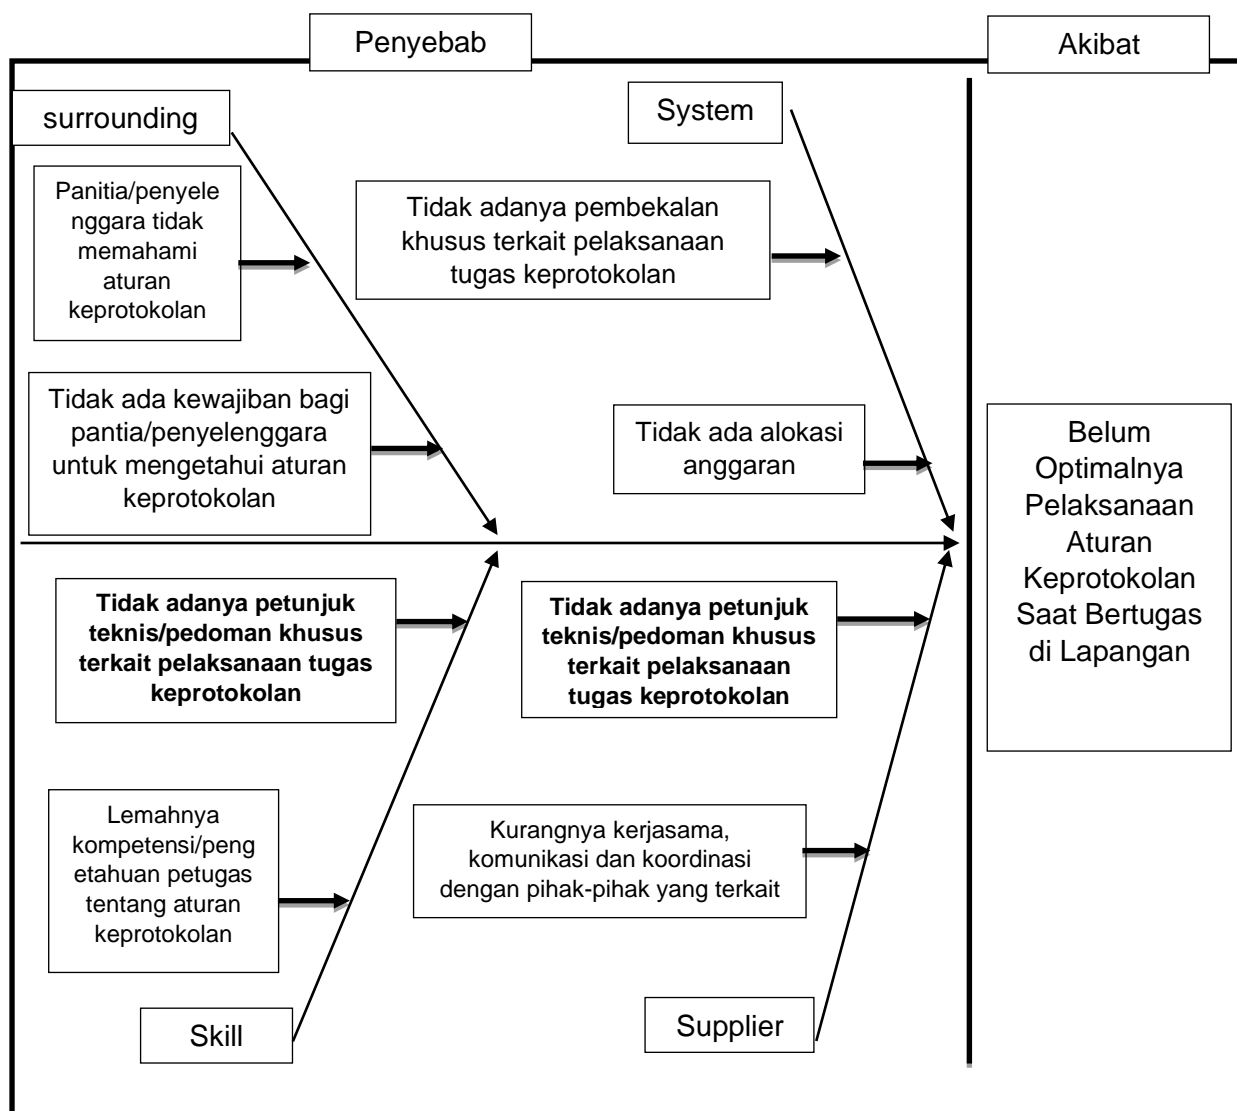 Penyebab
Akibat
surrounding
System
Panitia/penyele
nggara tidak
memahami
aturan
keprotokolan
Tidak adanya pembekalan
khusus terkait pelaksanaan
tugas keprotokolan
Tidak ada kewajiban bagi
pantia/penyelenggara
untuk mengetahui aturan
keprotokolan
Tidak ada alokasi
anggaran
Belum
Optimalnya
Pelaksanaan
Aturan
Keprotokolan
Saat Bertugas
di Lapangan
Tidak adanya petunjuk
teknis/pedoman khusus
terkait pelaksanaan tugas
keprotokolan
Tidak adanya petunjuk
teknis/pedoman khusus
terkait pelaksanaan
tugas keprotokolan
Lemahnya
kompetensi/peng
etahuan petugas
tentang aturan
keprotokolan
Kurangnya kerjasama,
komunikasi dan koordinasi
dengan pihak-pihak yang terkait
Skill
Supplier